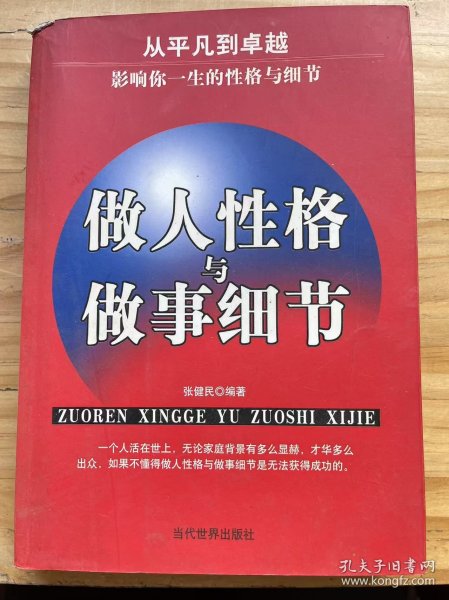 从平凡到卓越
影响你一生的性格与细节
做人性格
与
做事细节
张健民◎编著
ZUOREN XINGGE YU ZUOSHI XIJIE
一个人活在世上，无论家庭背景有多么显赫，才华多么
出众，如果不懂得做人性格与做事细节是无法获得成功的。
当代世界出版社
孔夫子旧书网
www.kongfz.com